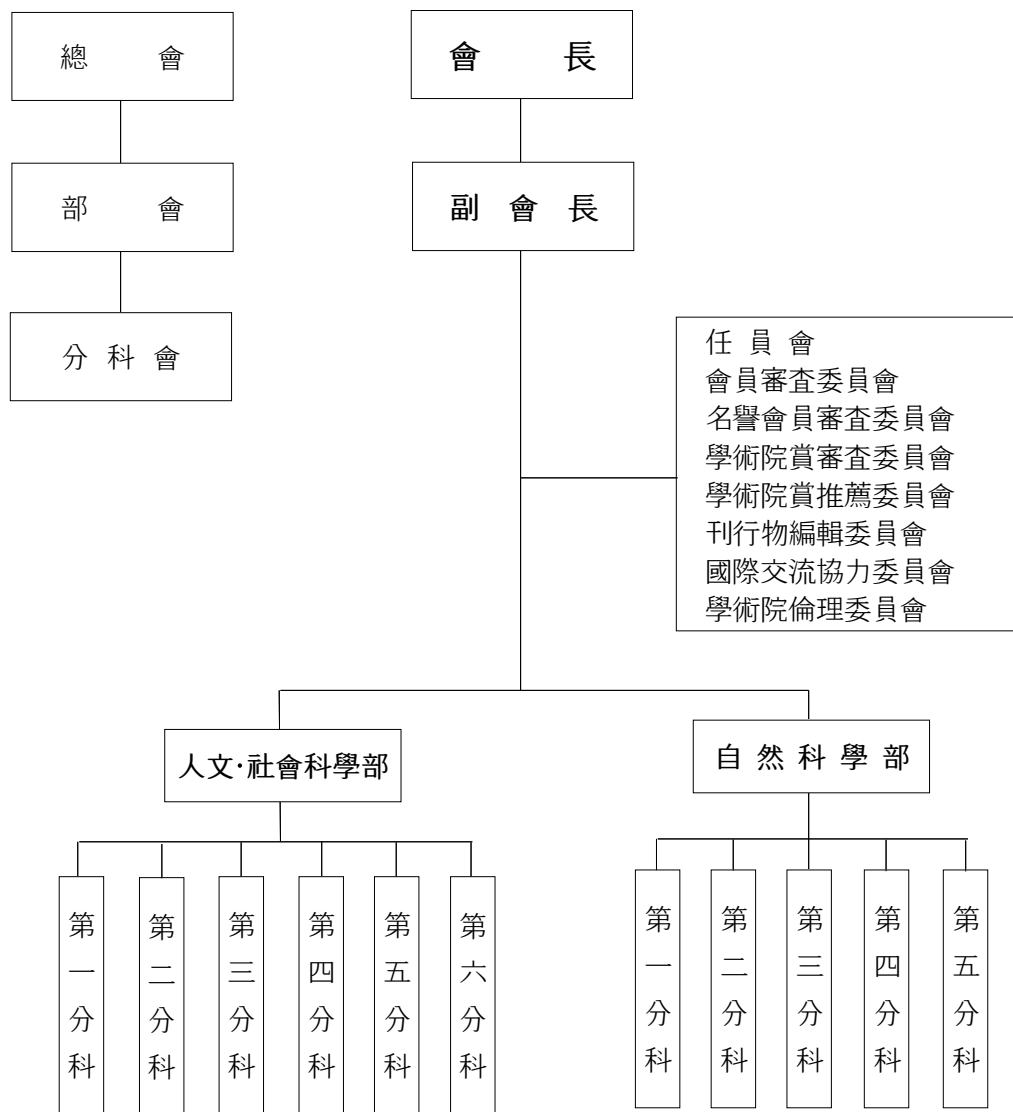 總 會
部 會
分 科 會
會 長
副 會 長
任 員 會
會員審査委員會
名譽會員審査委員會
學術院賞審査委員會
學術院賞推薦委員會
刊行物編輯委員會
國際交流協力委員會
學術院倫理委員會
人文·社會科學部
自 然 科 學 部
第一分科
第二分科
第三分科
第四分科
第五分科
第六分科
第一分科
第二分科
第三分科
第四分科
第五分科